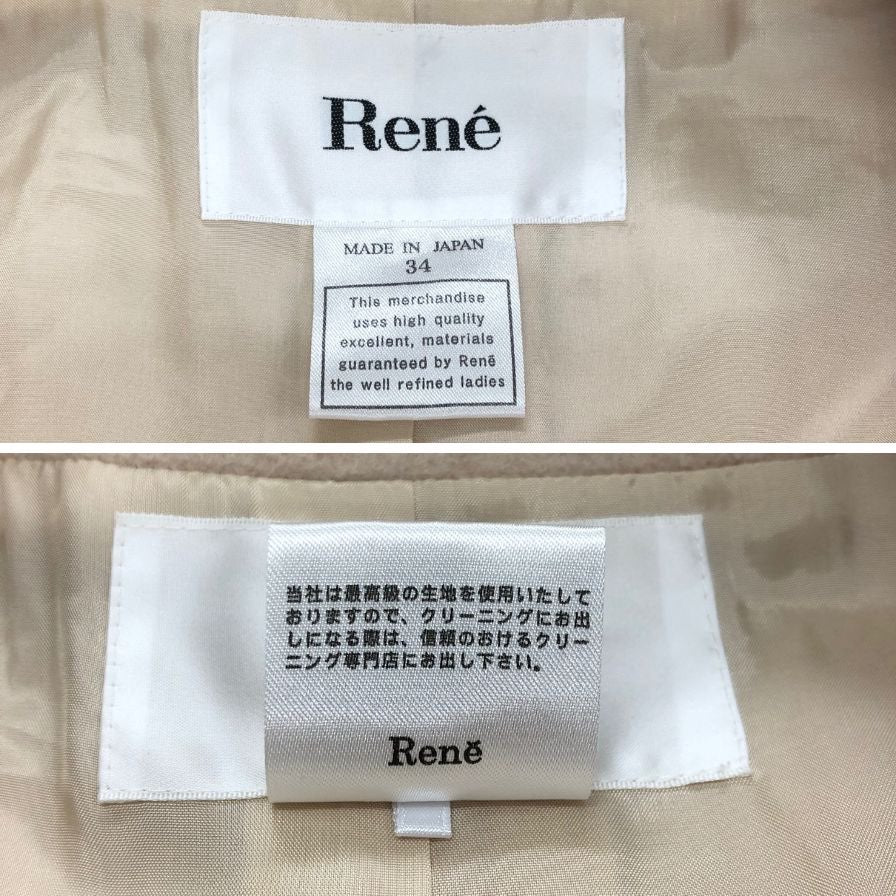 René
MADE IN JAPAN
34
This merchandise
uses high quality
excellent, materials
guaranteed by Reně
the well refined ladies
当社は最高級の生地を使用いたして
おりますので、クリーニングにお出
しになる際は、信頼のおけるクリー
ニング専門店にお出し下さい。
Reně